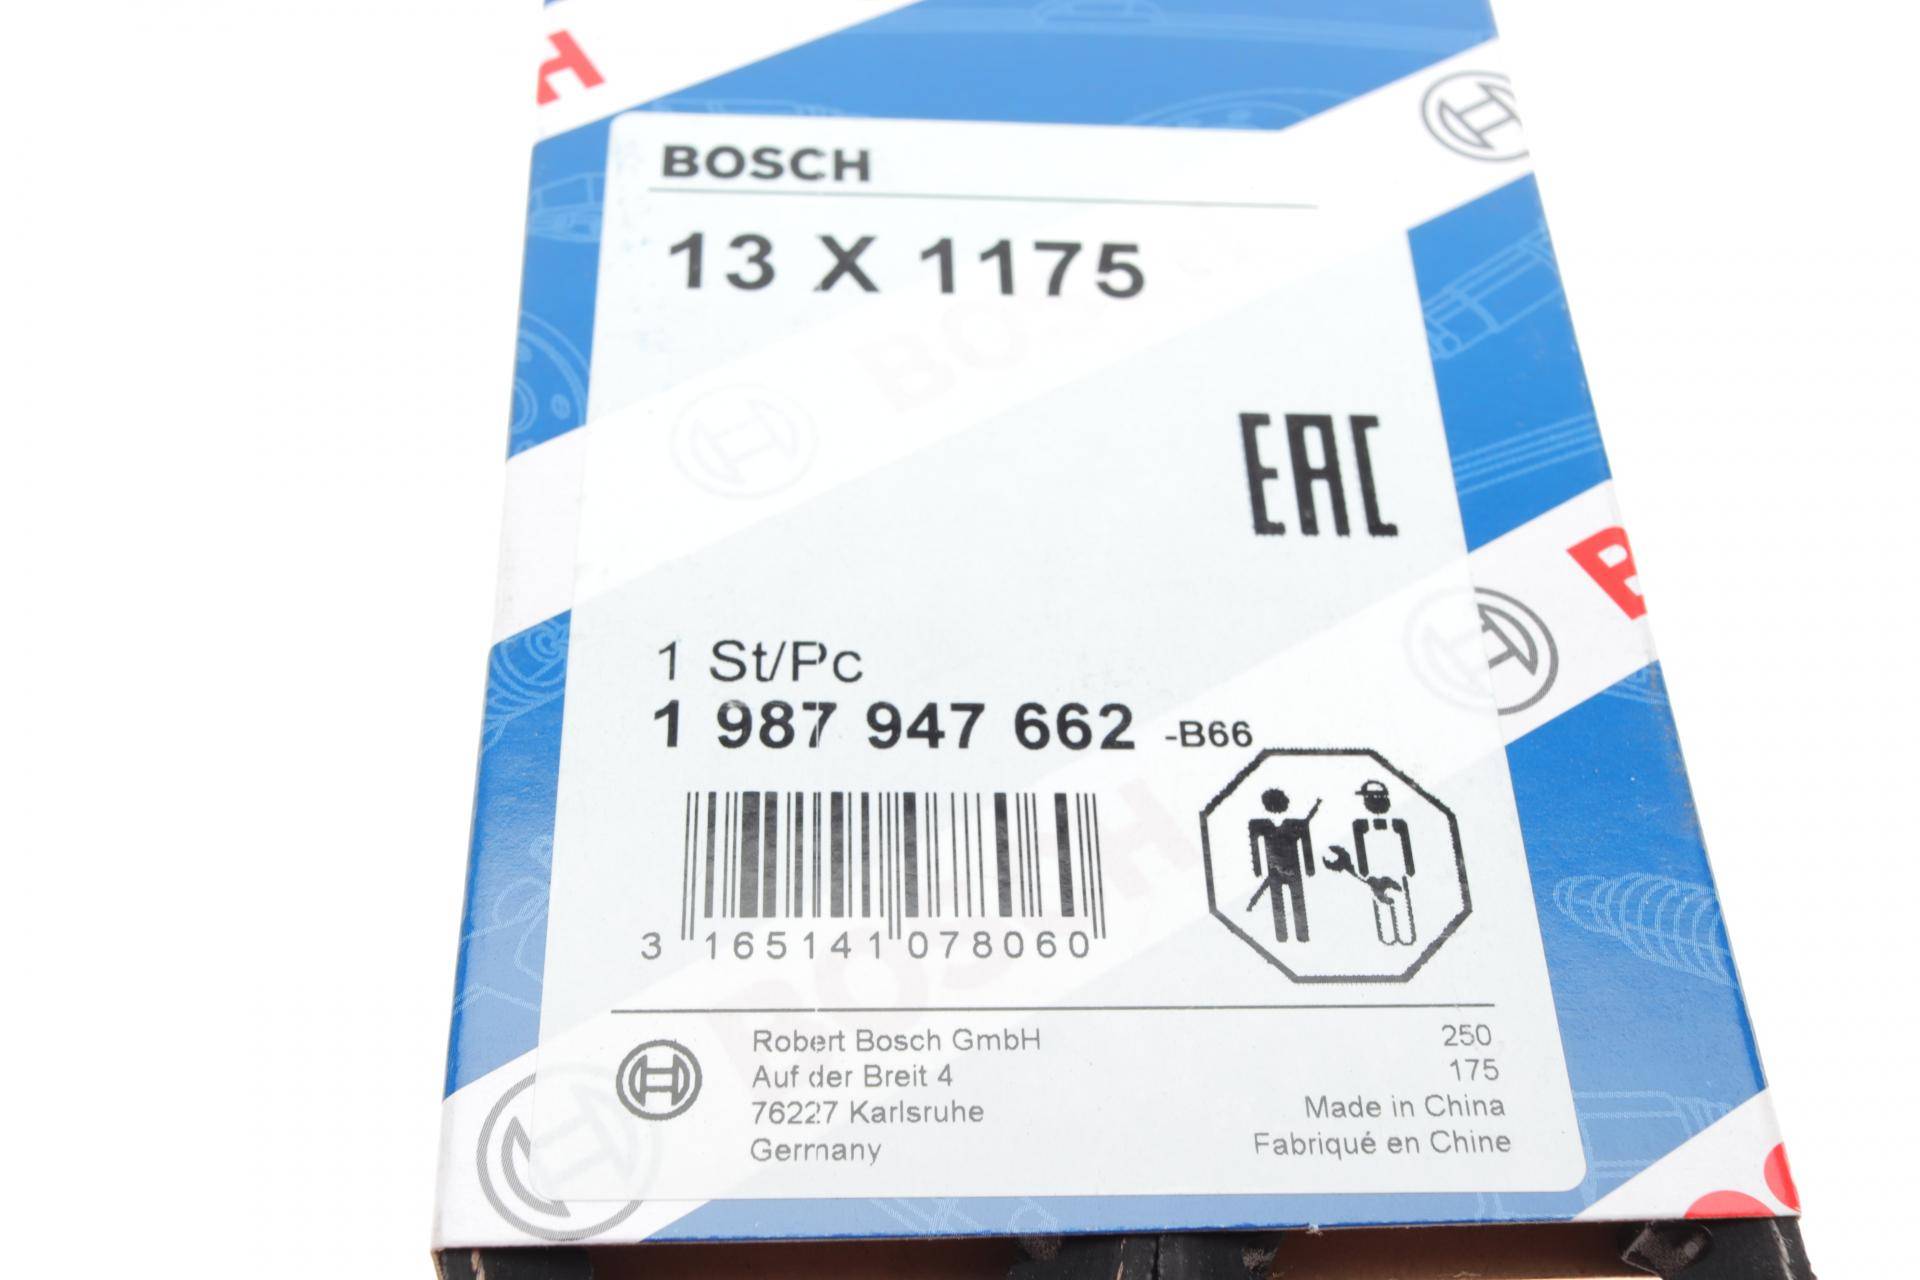 BOSCH
13 X 1175
EAC
1 St/Pc
1 987 947 662 -B66
3 165141 078060
Robert Bosch GmbH
Auf der Breit 4
76227 Karlsruhe
Germany
250
175
Made in China
Fabriqué en Chine